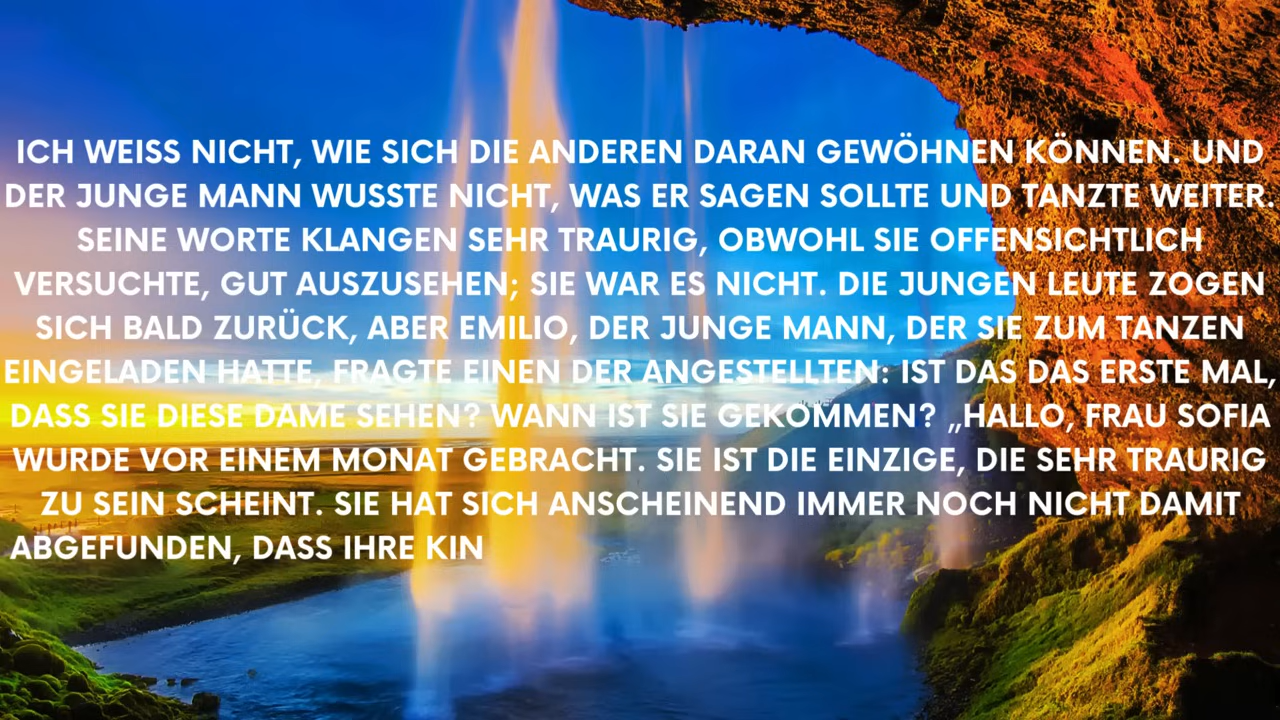 ICH WEISS NICHT, WIE SICH DIE ANDEREN DARAN GEWÖHNEN KÖNNEN. UND
DER JUNGE MANN WUSSTE NICHT, WAS ER SAGEN SOLLTE UND TANZTE WEITER.
SEINE WORTE KLANGEN SEHR TRAURIG, OBWOHL SIE OFFENSICHTLICH
VERSUCHTE, GUT AUSZUSEHEN; SIE WAR ES NICHT. DIE JUNGEN LEUTE ZOGEN
SICH BALD ZURÜCK, ABER EMILIO, DER JUNGE MANN, DER SIE ZUM TANZEN
EINGELADEN HATTE, FRAGTE EINEN DER ANGESTELLTEN: IST DAS DAS ERSTE MAL,
DASS SIE DIESE DAME SEHEN? WANN IST SIE GEKOMMEN? „HALLO, FRAU SOFIA
WURDE VOR EINEM MONAT GEBRACHT. SIE IST DIE EINZIGE, DIE SEHR TRAURIG
ZU SEIN SCHEINT. SIE HAT SICH ANSCHEINEND IMMER NOCH NICHT DAMIT
ABGEFUNDEN, DASS IHRE KIN